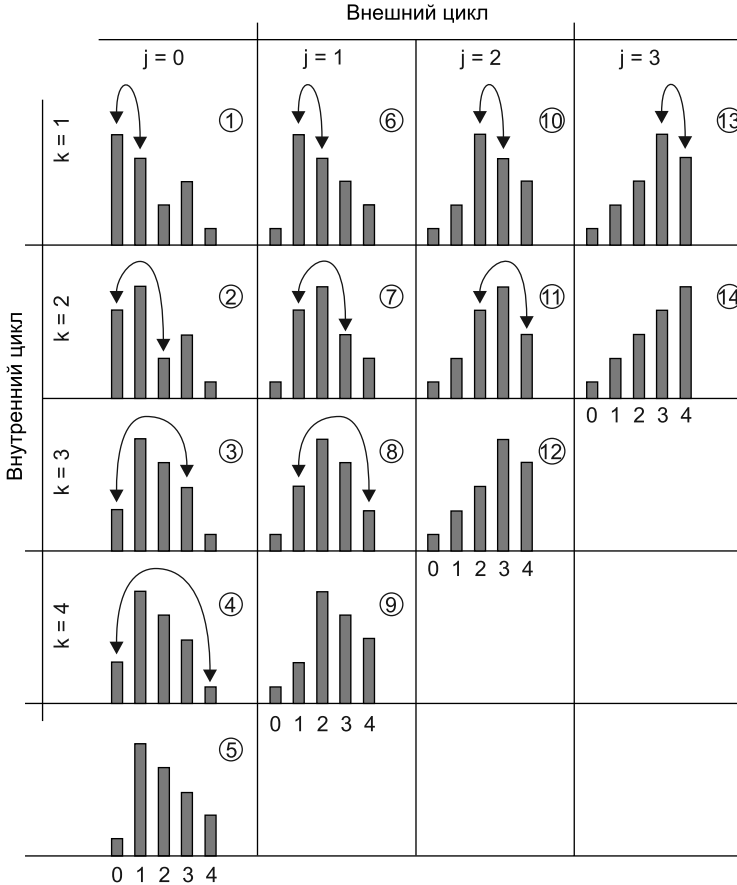 Внешний цикл
j = 0 j = 1 j = 2 j = 3
Внутренний цикл
k = 1 ① ⑥ ⑩ ⑬
k = 2 ② ⑦ ⑪ ⑭
0 1 2 3 4
k = 3 ③ ⑧ ⑫
0 1 2 3 4
k = 4 ④ ⑨
0 1 2 3 4
⑤
0 1 2 3 4